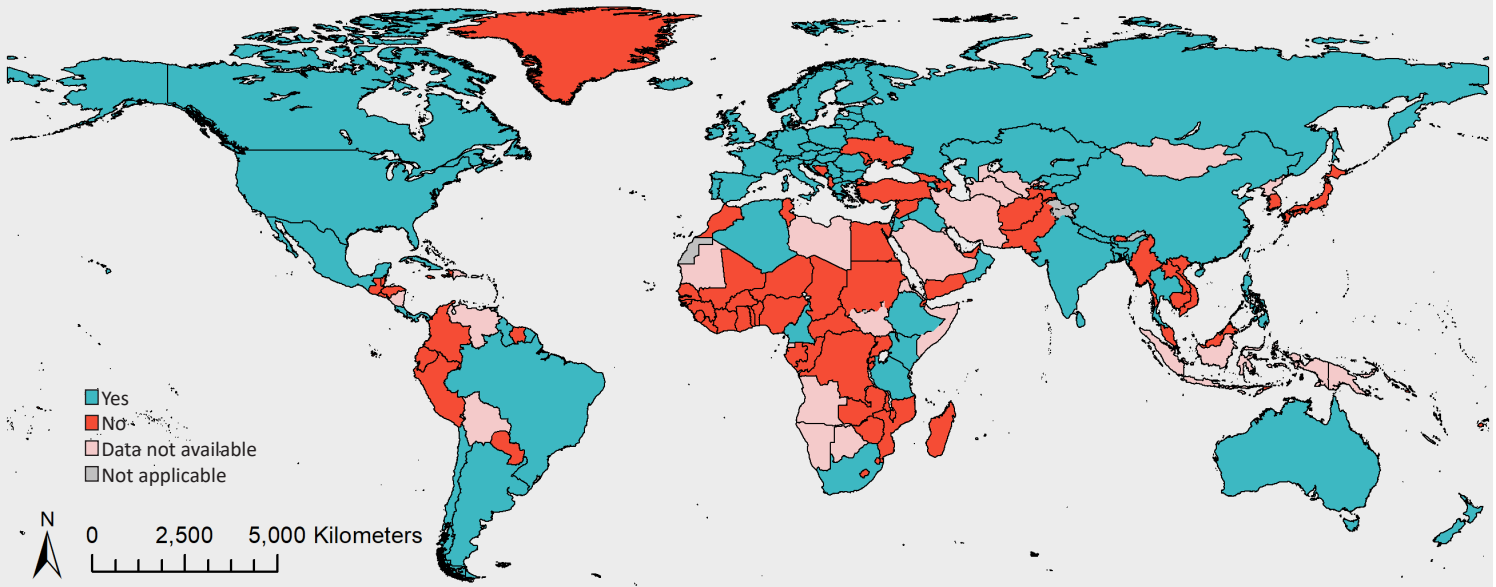 Yes
No
Data not available
Not applicable
N
0 2,500 5,000 Kilometers